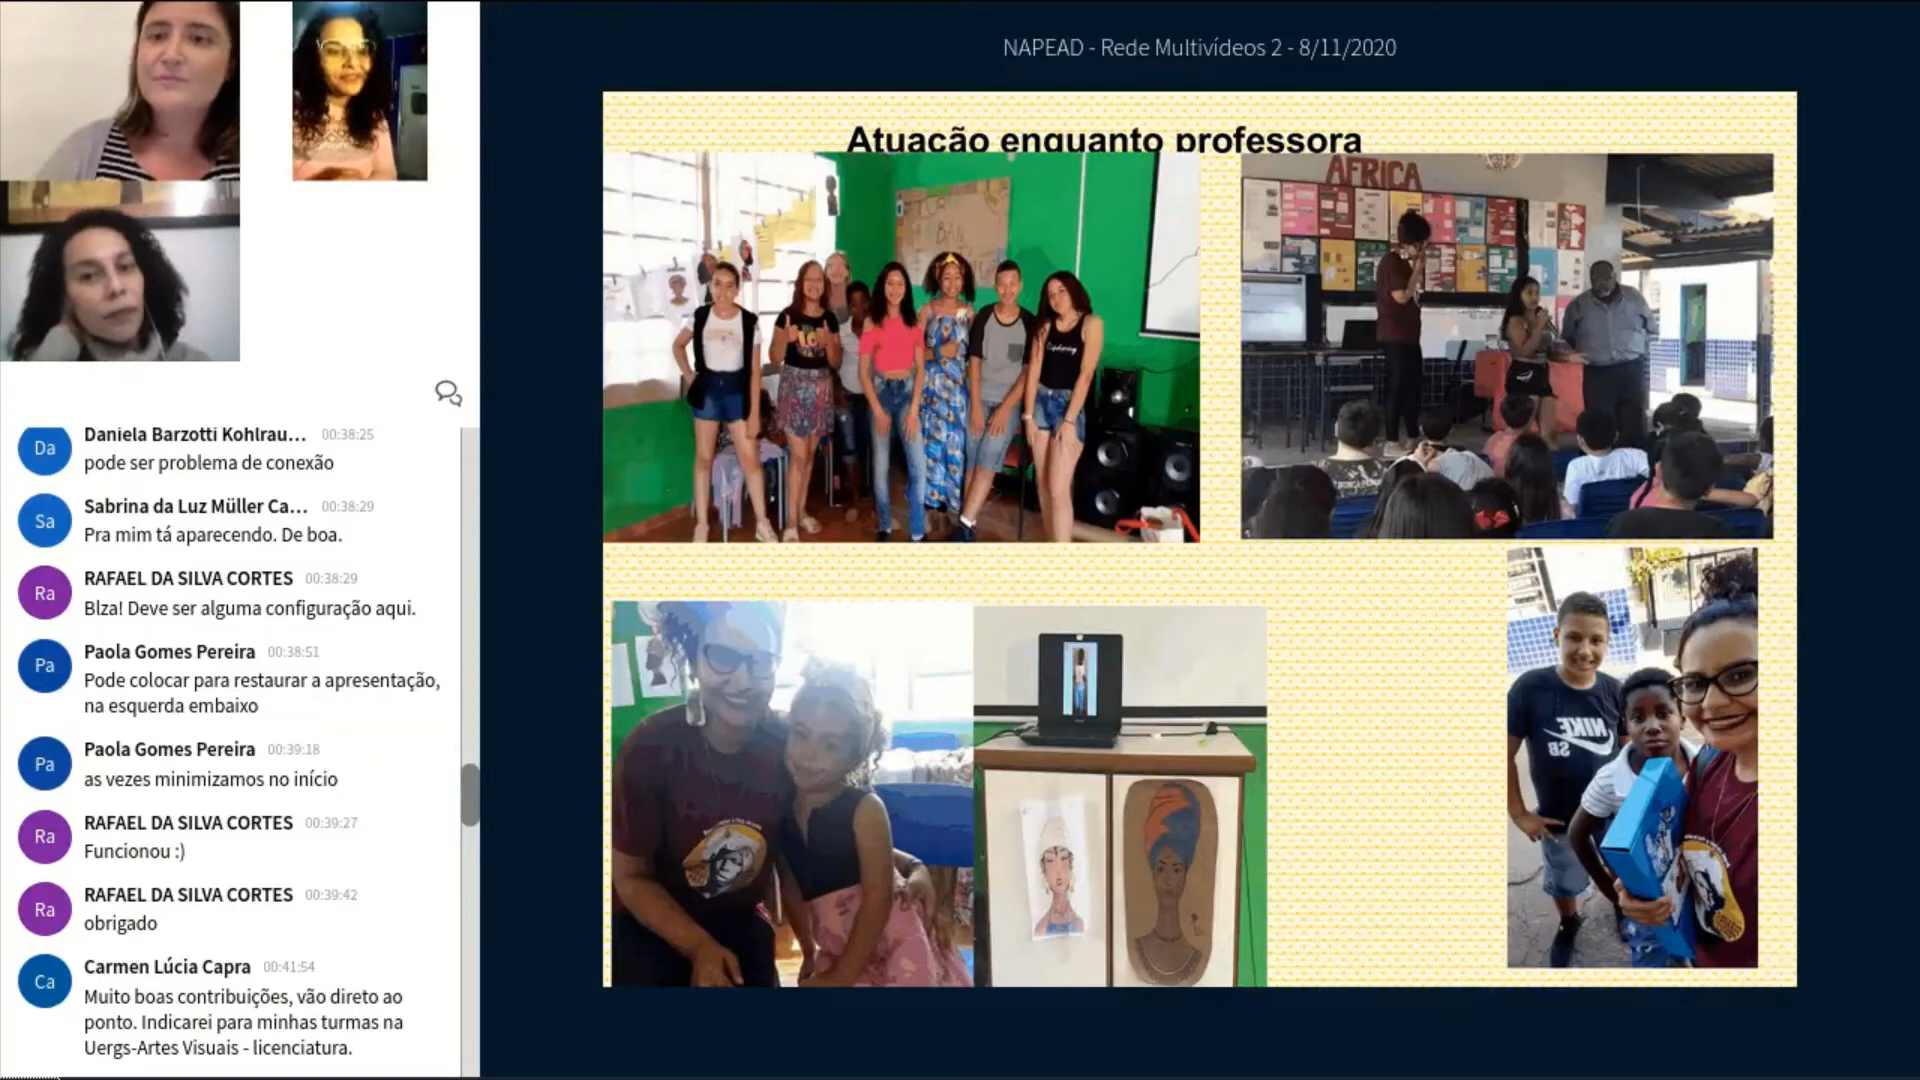 NAPEAD - Rede Multivídeos 2 - 8/11/2020
Atuação enquanto professora
ÁFRICA
BAN
NIKE
SB
Da
Daniela Barzotti Kohlrau... 00:38:25
pode ser problema de conexão
Sa
Sabrina da Luz Müller Ca... 00:38:29
Pra mim tá aparecendo. De boa.
Ra
RAFAEL DA SILVA CORTES 00:38:29
Blza! Deve ser alguma configuração aqui.
Pa
Paola Gomes Pereira 00:38:51
Pode colocar para restaurar a apresentação,
na esquerda embaixo
Pa
Paola Gomes Pereira 00:39:18
as vezes minimizamos no início
Ra
RAFAEL DA SILVA CORTES 00:39:27
Funcionou :)
Ra
RAFAEL DA SILVA CORTES 00:39:42
obrigado
Ca
Carmen Lúcia Capra 00:41:54
Muito boas contribuições, vão direto ao
ponto. Indicarei para minhas turmas na
Uergs-Artes Visuais - licenciatura.